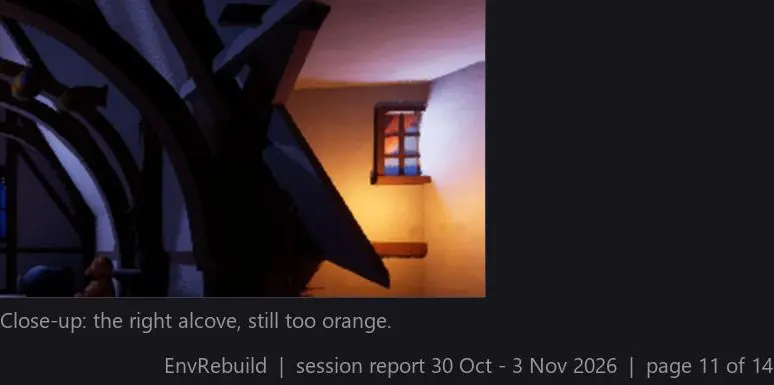 Close-up: the right alcove, still too orange.
EnvRebuild | session report 30 Oct - 3 Nov 2026 | page 11 of 14